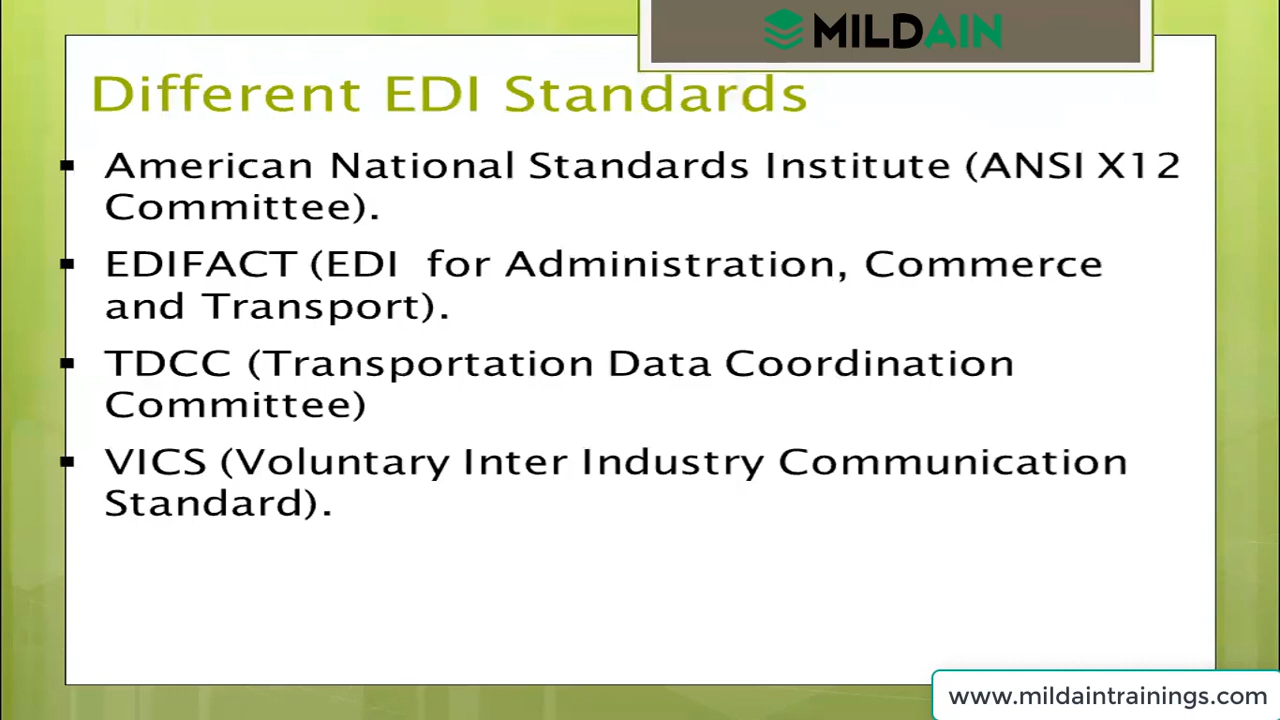 MILDAIN
Different EDI Standards
▪ American National Standards Institute (ANSI X12
Committee).
▪ EDIFACT (EDI for Administration, Commerce
and Transport).
▪ TDCC (Transportation Data Coordination
Committee)
▪ VICS (Voluntary Inter Industry Communication
Standard).
www.mildaintrainings.com